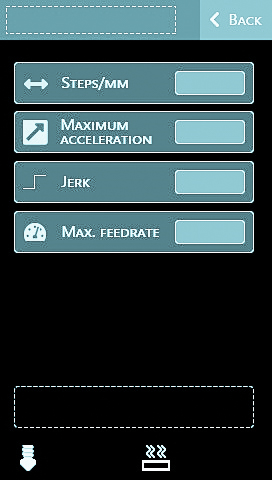 Back
Steps/mm
Maximum
acceleration
Jerk
Max. feedrate